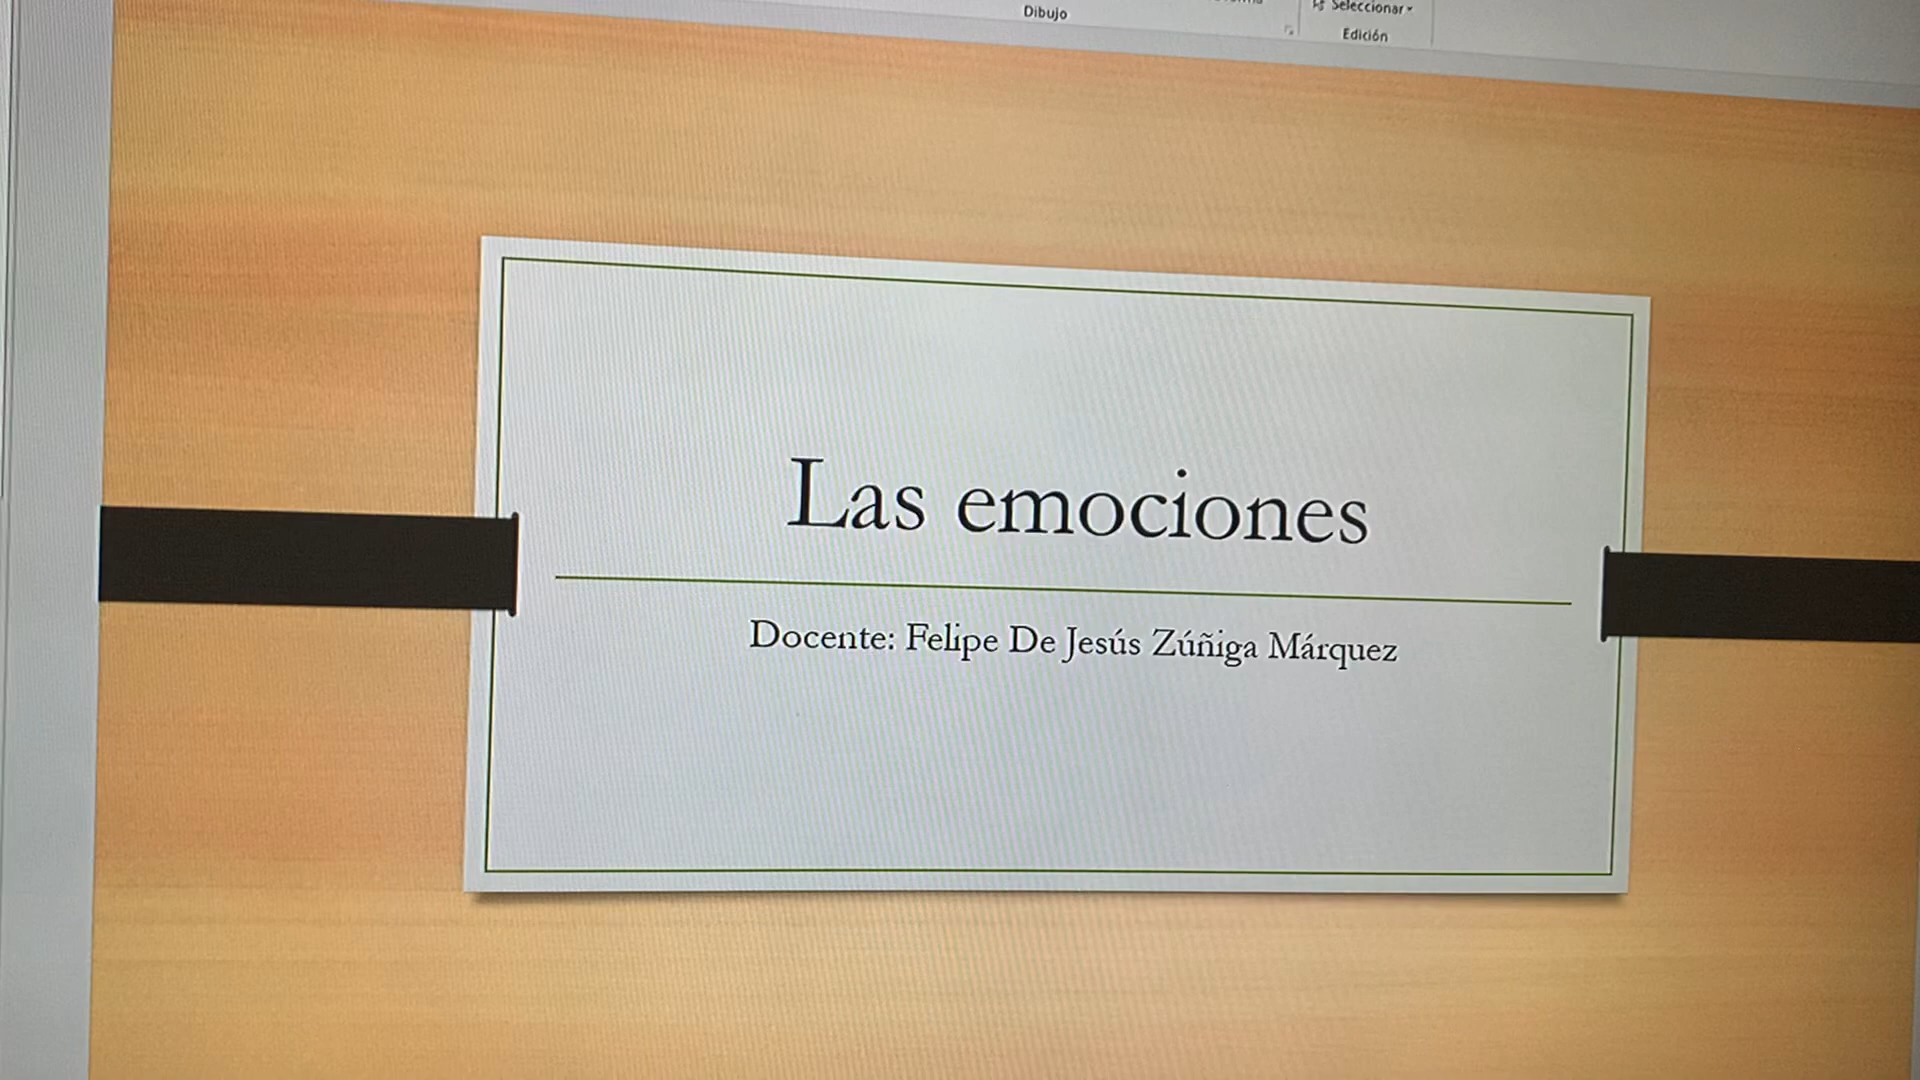 Dibujo
Seleccionar
Edición
Las emociones
Docente: Felipe De Jesús Zúñiga Márquez